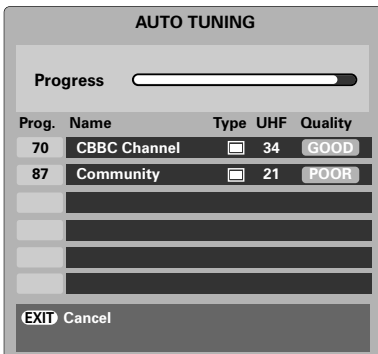 AUTO TUNING
Progress
Prog. Name Type UHF Quality
70 CBBC Channel 34 GOOD
87 Community 21 POOR
EXIT Cancel